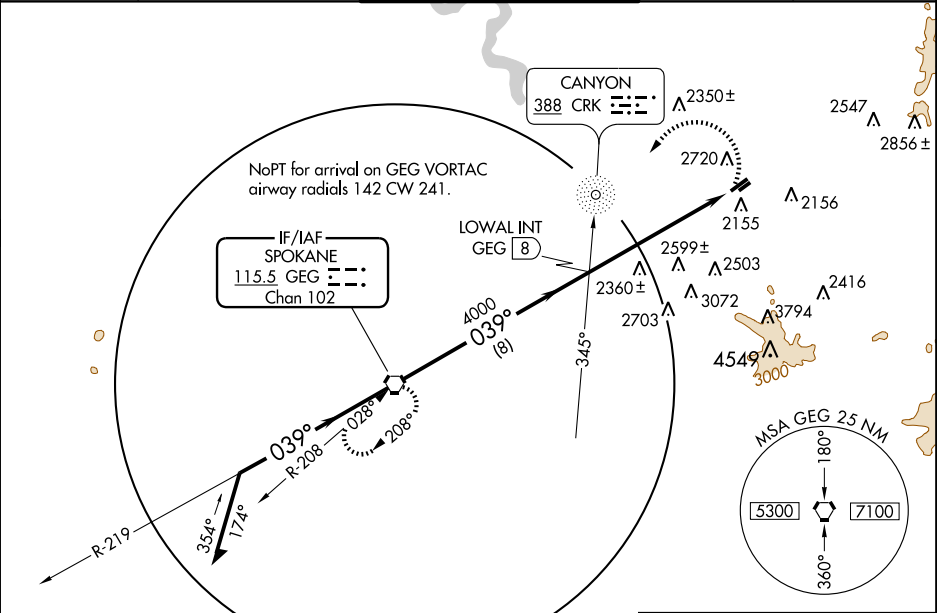 CANYON
388 CRK
2350±
2547
2856±
2720
NoPT for arrival on GEG VORTAC
airway radials 142 CW 241.
2156
2155
LOWAL INT
GEG 8
IF/IAF
SPOKANE
115.5 GEG
Chan 102
2599±
2503
2360±
3072
2416
2703
3794
4000
039°
(8)
345°
4549
3000
028°
208°
039°
R-208
MSA GEG 25 NM
180°
5300
7100
360°
354°
174°
R-219